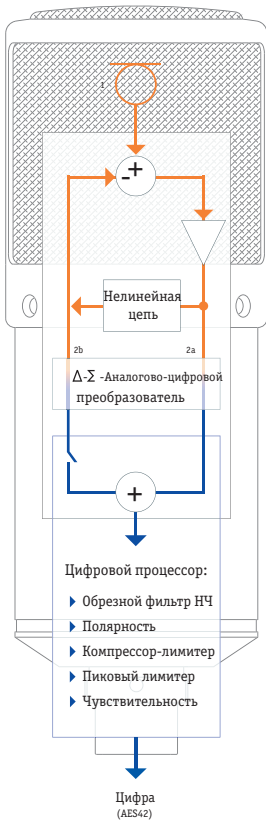 1
-+
Нелинейная
цепь
2b 2a
Δ-Σ -Аналогово-цифровой
преобразователь
+
Цифровой процессор:
Обрезной фильтр НЧ
Полярность
Компрессор-лимитер
Пиковый лимитер
Чувствительность
Цифра
(AES42)